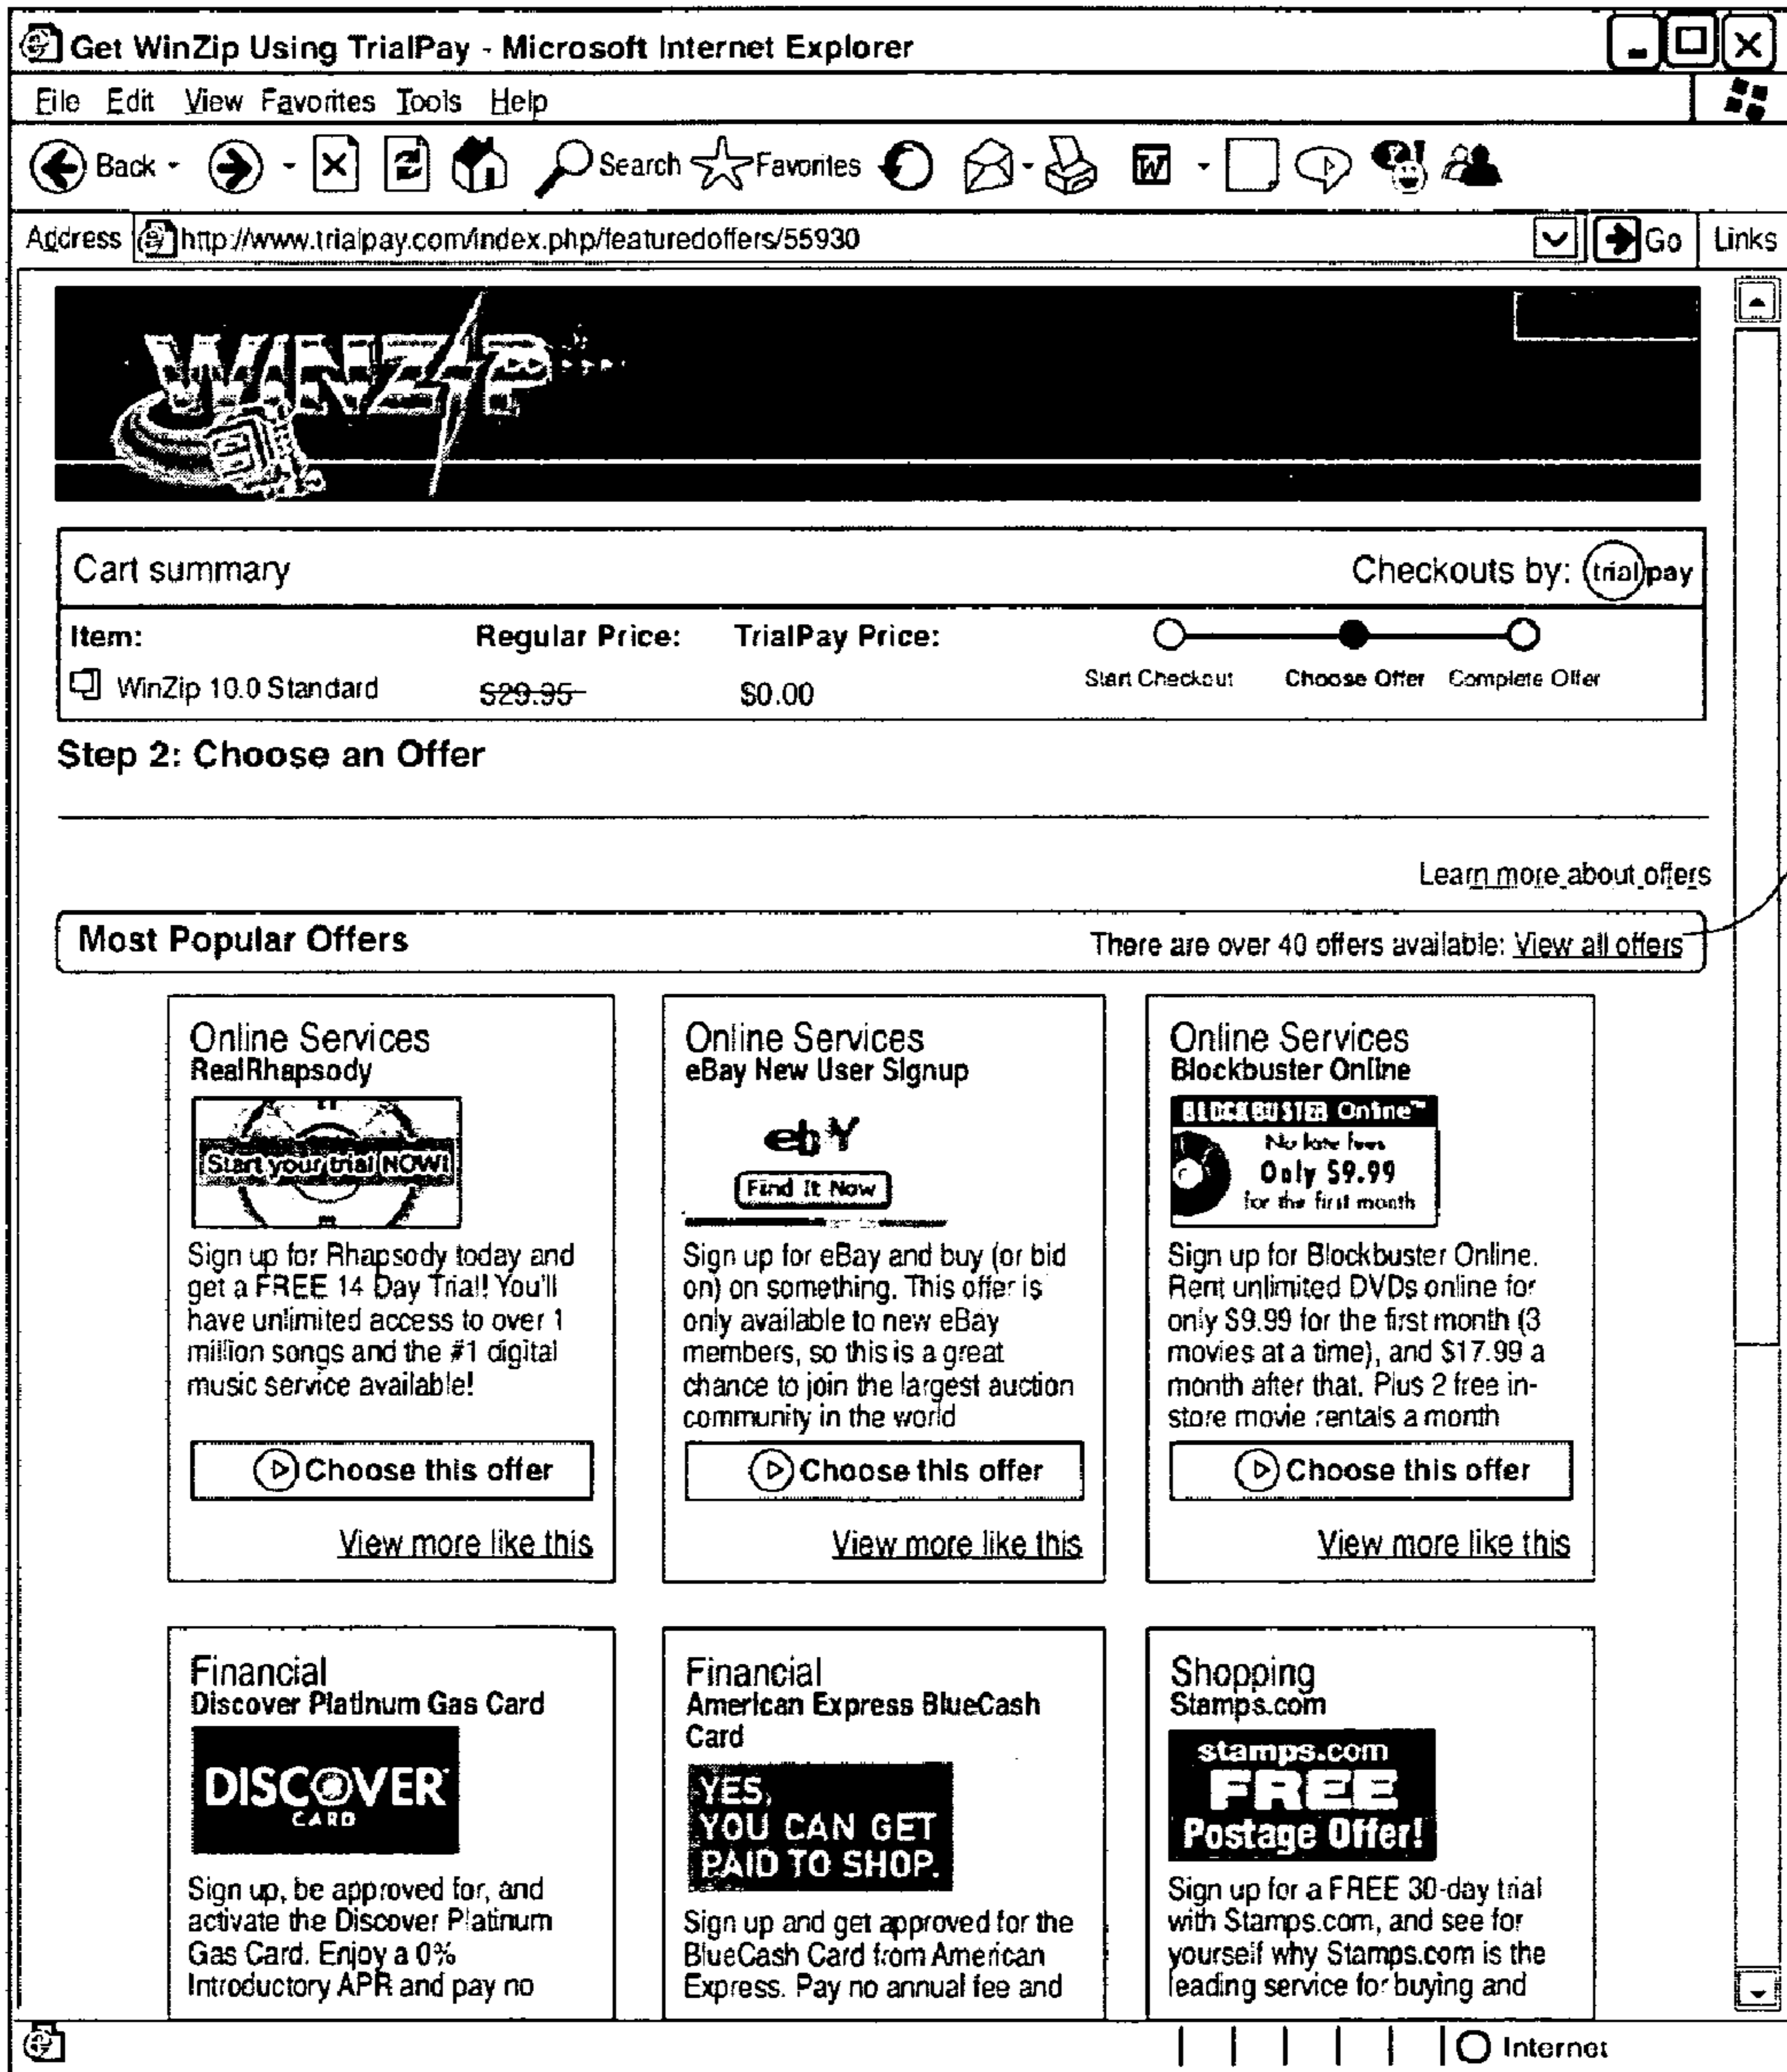 Get WinZip Using TrialPay - Microsoft Internet Explorer
File Edit View Favorites Tools Help
Back Search Favorites
Address http://www.trialpay.com/index.php/featuredoffers/55930 Go Links
WINZIP
Cart summary Checkouts by: trialpay
Item: Regular Price: TrialPay Price:
WinZip 10.0 Standard $29.95 $0.00
Start Checkout Choose Offer Complete Offer
Step 2: Choose an Offer
Learn more about offers
Most Popular Offers There are over 40 offers available: View all offers
Online Services
RealRhapsody
Start your trial NOW!
Sign up for Rhapsody today and
get a FREE 14 Day Trial! You'll
have unlimited access to over 1
million songs and the #1 digital
music service available!
Choose this offer
View more like this
Online Services
eBay New User Signup
ebY
Find It Now
Sign up for eBay and buy (or bid
on) on something. This offer is
only available to new eBay
members, so this is a great
chance to join the largest auction
community in the world
Choose this offer
View more like this
Online Services
Blockbuster Online
BLOCKBUSTER Online™
No late fees
Only $9.99
for the first month
Sign up for Blockbuster Online.
Rent unlimited DVDs online for
only $9.99 for the first month (3
movies at a time), and $17.99 a
month after that. Plus 2 free in-
store movie rentals a month
Choose this offer
View more like this
Financial
Discover Platinum Gas Card
DISCOVER
CARD
Sign up, be approved for, and
activate the Discover Platinum
Gas Card. Enjoy a 0%
Introductory APR and pay no
Financial
American Express BlueCash
Card
YES,
YOU CAN GET
PAID TO SHOP.
Sign up and get approved for the
BlueCash Card from American
Express. Pay no annual fee and
Shopping
Stamps.com
stamps.com
FREE
Postage Offer!
Sign up for a FREE 30-day trial
with Stamps.com, and see for
yourself why Stamps.com is the
leading service for buying and
Internet